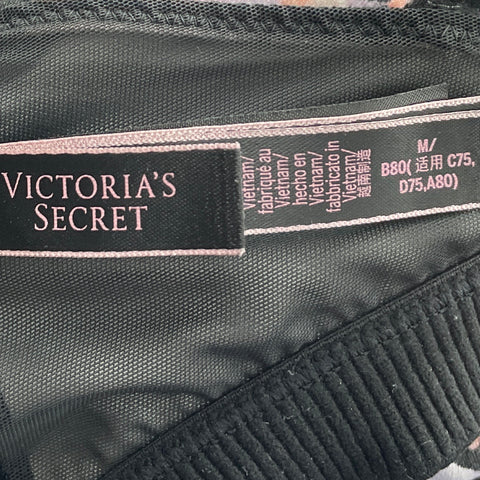 VICTORIA'S
SECRET
Vietnam/
fabriqué au
Vietnam/
hecho en
Vietnam/
fabricato in
Vietnam/
越南制造
M/
B80( 适用 C75,
D75,A80)